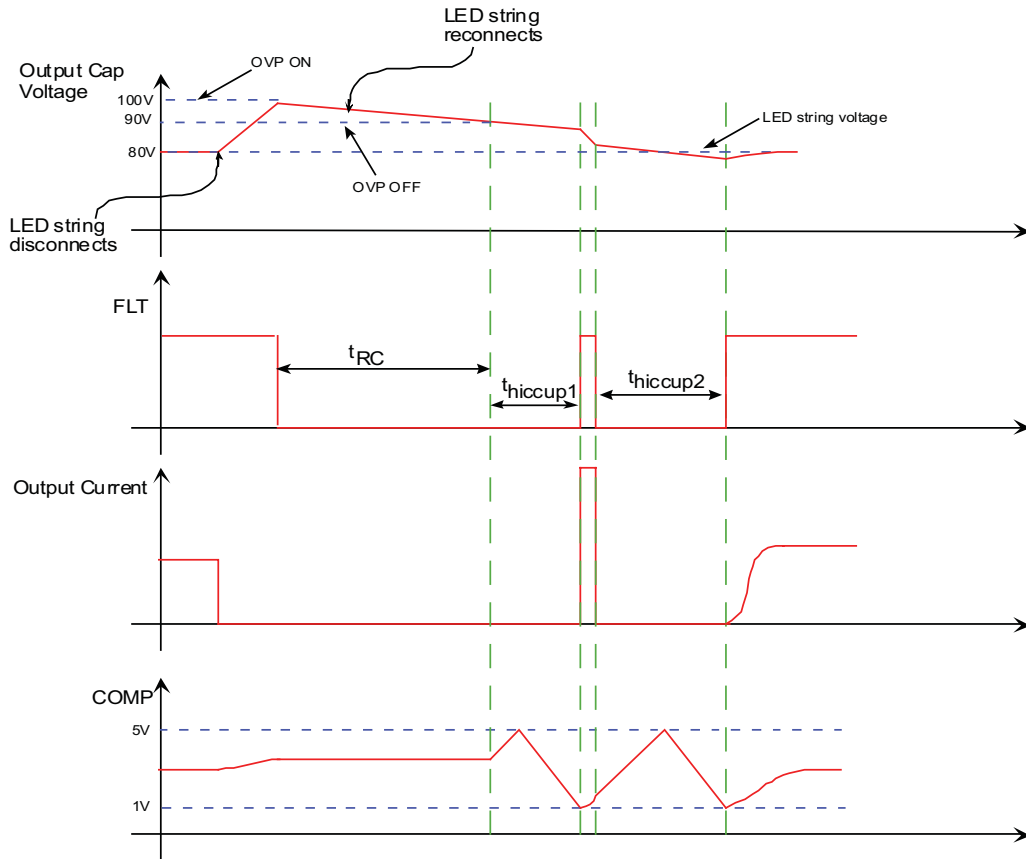 LED string
reconnects
Output Cap
Voltage
OVP ON
100V
90V
80V
LED string voltage
OVP OFF
LED string
disconnects
FLT
tRC
thiccup1
thiccup2
Output Current
COMP
5V
1V